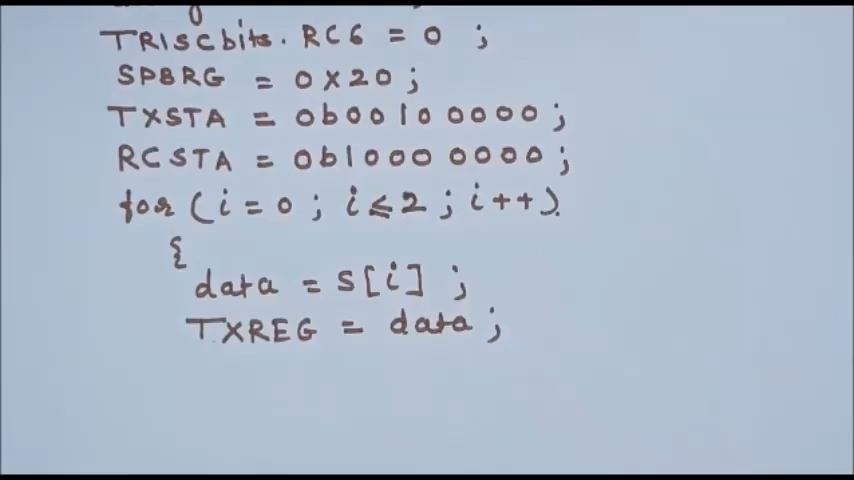 TRISCbits. RC6 = 0 ;
SPBRG = 0X20 ;
TXSTA = 0b00100000 ;
RCSTA = 0b10000000 ;
for ( i = 0 ; i ≤ 2 ; i ++ )
{
data = S[i] ;
TXREG = data ;